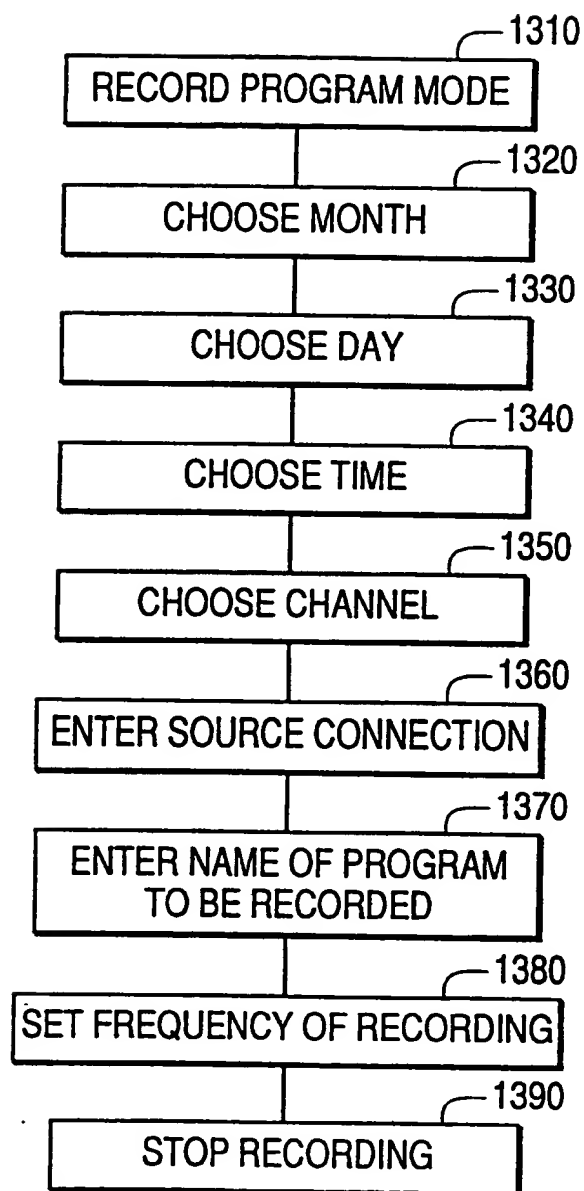 1310
RECORD PROGRAM MODE
1320
CHOOSE MONTH
1330
CHOOSE DAY
1340
CHOOSE TIME
1350
CHOOSE CHANNEL
1360
ENTER SOURCE CONNECTION
1370
ENTER NAME OF PROGRAM
TO BE RECORDED
1380
SET FREQUENCY OF RECORDING
1390
STOP RECORDING